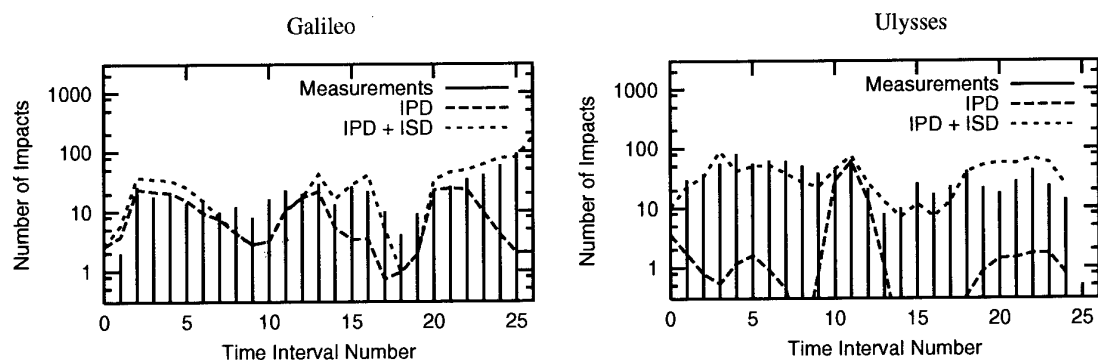 Galileo
Number of Impacts
1000
100
10
1
Measurements
IPD
IPD + ISD
0 5 10 15 20 25
Time Interval Number
Ulysses
Number of Impacts
1000
100
10
1
Measurements
IPD
IPD + ISD
0 5 10 15 20 25
Time Interval Number